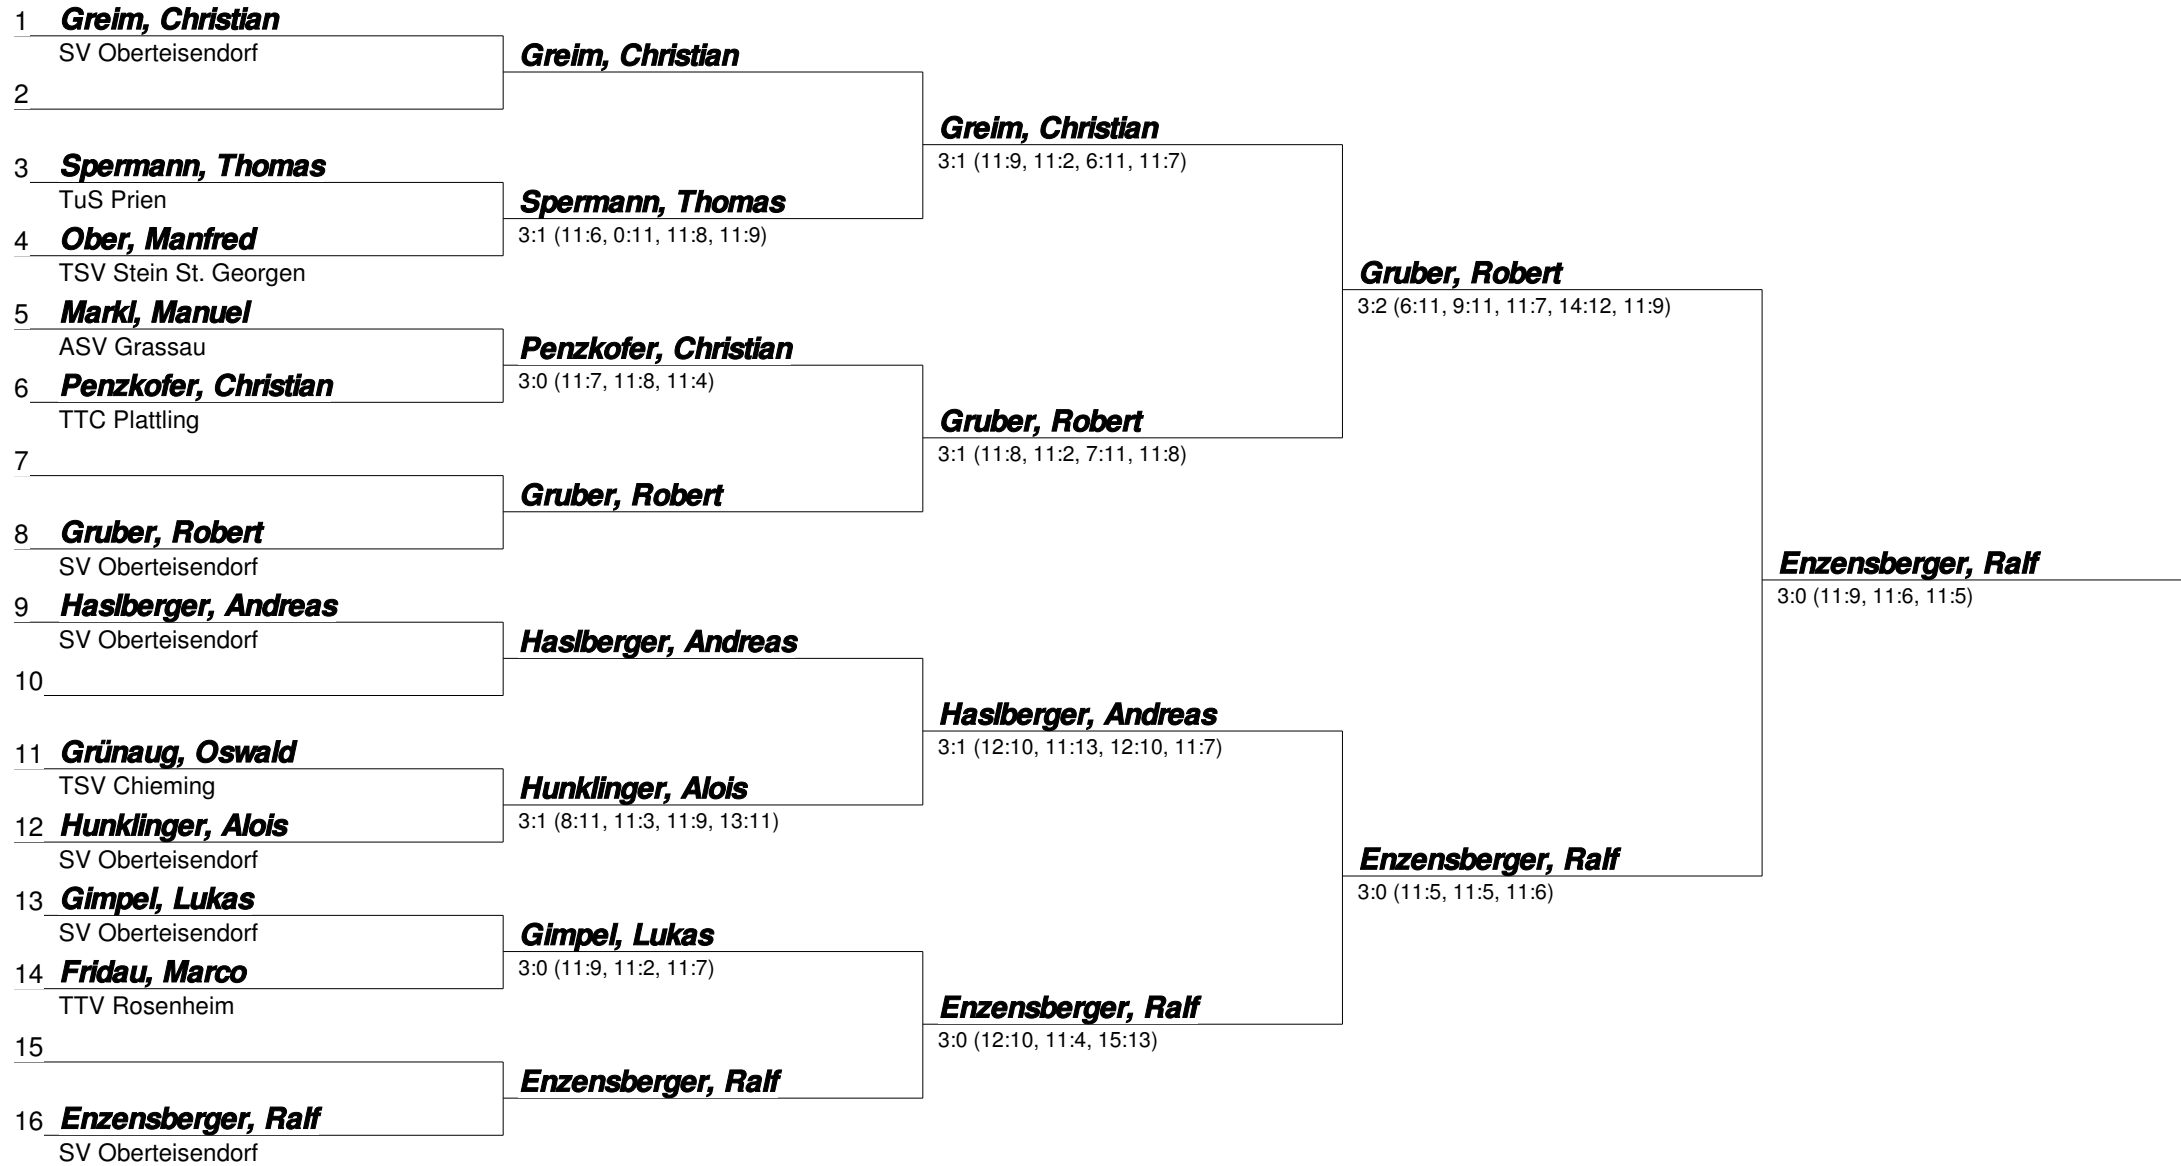 1 Greim, Christian
SV Oberteisendorf
2
3 Spermann, Thomas
TuS Prien
4 Ober, Manfred
TSV Stein St. Georgen
5 Markl, Manuel
ASV Grassau
6 Penzkofer, Christian
TTC Plattling
7
8 Gruber, Robert
SV Oberteisendorf
9 Haslberger, Andreas
SV Oberteisendorf
10
11 Grünaug, Oswald
TSV Chieming
12 Hunklinger, Alois
SV Oberteisendorf
13 Gimpel, Lukas
SV Oberteisendorf
14 Fridau, Marco
TTV Rosenheim
15
16 Enzensberger, Ralf
SV Oberteisendorf
Greim, Christian
Spermann, Thomas
3:1 (11:6, 0:11, 11:8, 11:9)
Penzkofer, Christian
3:0 (11:7, 11:8, 11:4)
Gruber, Robert
Haslberger, Andreas
Hunklinger, Alois
3:1 (8:11, 11:3, 11:9, 13:11)
Gimpel, Lukas
3:0 (11:9, 11:2, 11:7)
Enzensberger, Ralf
Greim, Christian
3:1 (11:9, 11:2, 6:11, 11:7)
Gruber, Robert
3:1 (11:8, 11:2, 7:11, 11:8)
Haslberger, Andreas
3:1 (12:10, 11:13, 12:10, 11:7)
Enzensberger, Ralf
3:0 (12:10, 11:4, 15:13)
Gruber, Robert
3:2 (6:11, 9:11, 11:7, 14:12, 11:9)
Enzensberger, Ralf
3:0 (11:5, 11:5, 11:6)
Enzensberger, Ralf
3:0 (11:9, 11:6, 11:5)